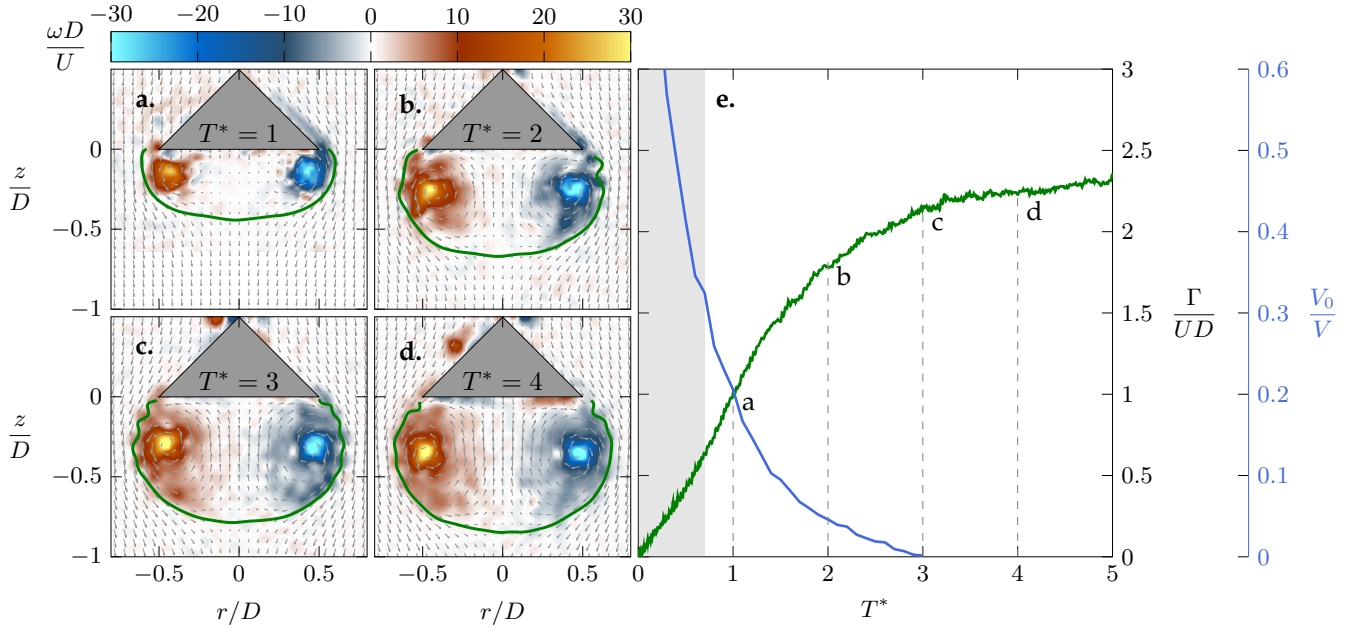 ωD/U
−30 −20 −10 0 10 20 30
a.
T* = 1
b.
T* = 2
z/D
0
−0.5
−1
c.
T* = 3
d.
T* = 4
z/D
0
−0.5
−1
−0.5 0 0.5
−0.5 0 0.5
r/D
r/D
e.
a
b
c
d
0 1 2 3 4 5
T*
3
2.5
2
1.5
1
0.5
0
Γ/UD
0.6
0.5
0.4
0.3
0.2
0.1
0
V₀/V